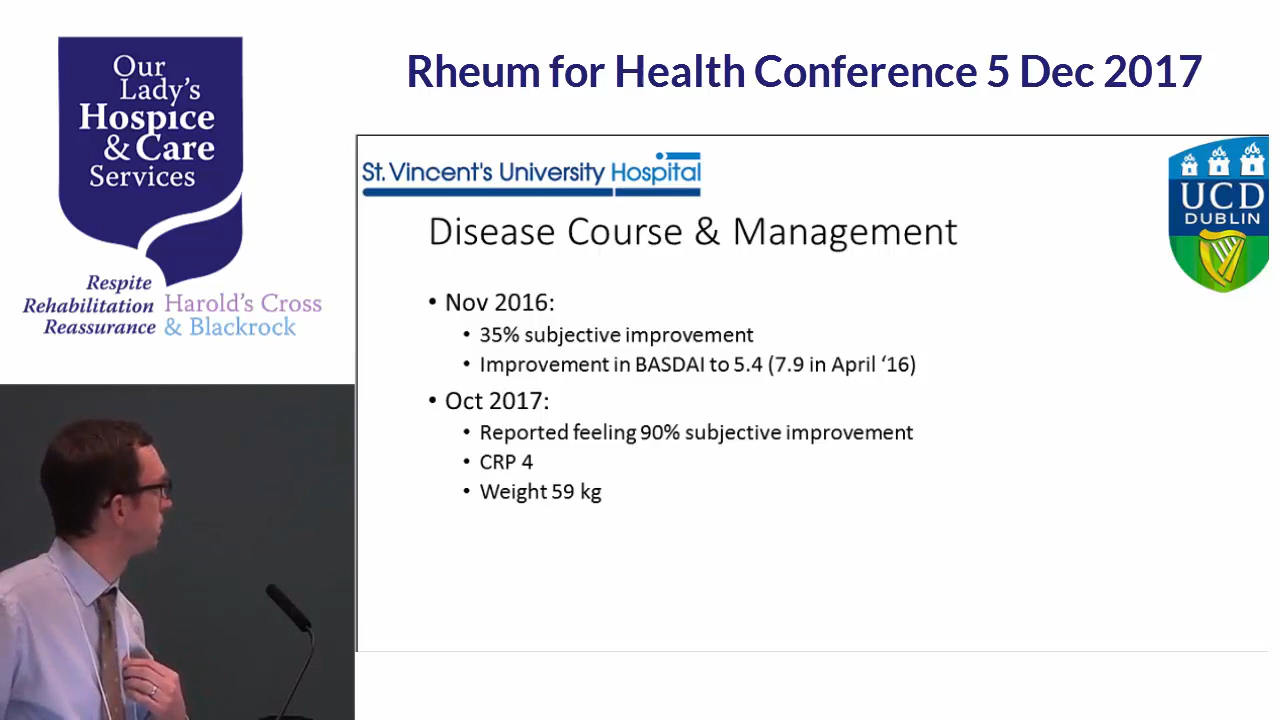 Our
Lady's
Hospice
& Care
Services
Respite
Rehabilitation
Reassurance
Harold's Cross
& Blackrock
Rheum for Health Conference 5 Dec 2017
St. Vincent's University Hospital
UCD
DUBLIN
Disease Course & Management
• Nov 2016:
• 35% subjective improvement
• Improvement in BASDAI to 5.4 (7.9 in April ‘16)
• Oct 2017:
• Reported feeling 90% subjective improvement
• CRP 4
• Weight 59 kg